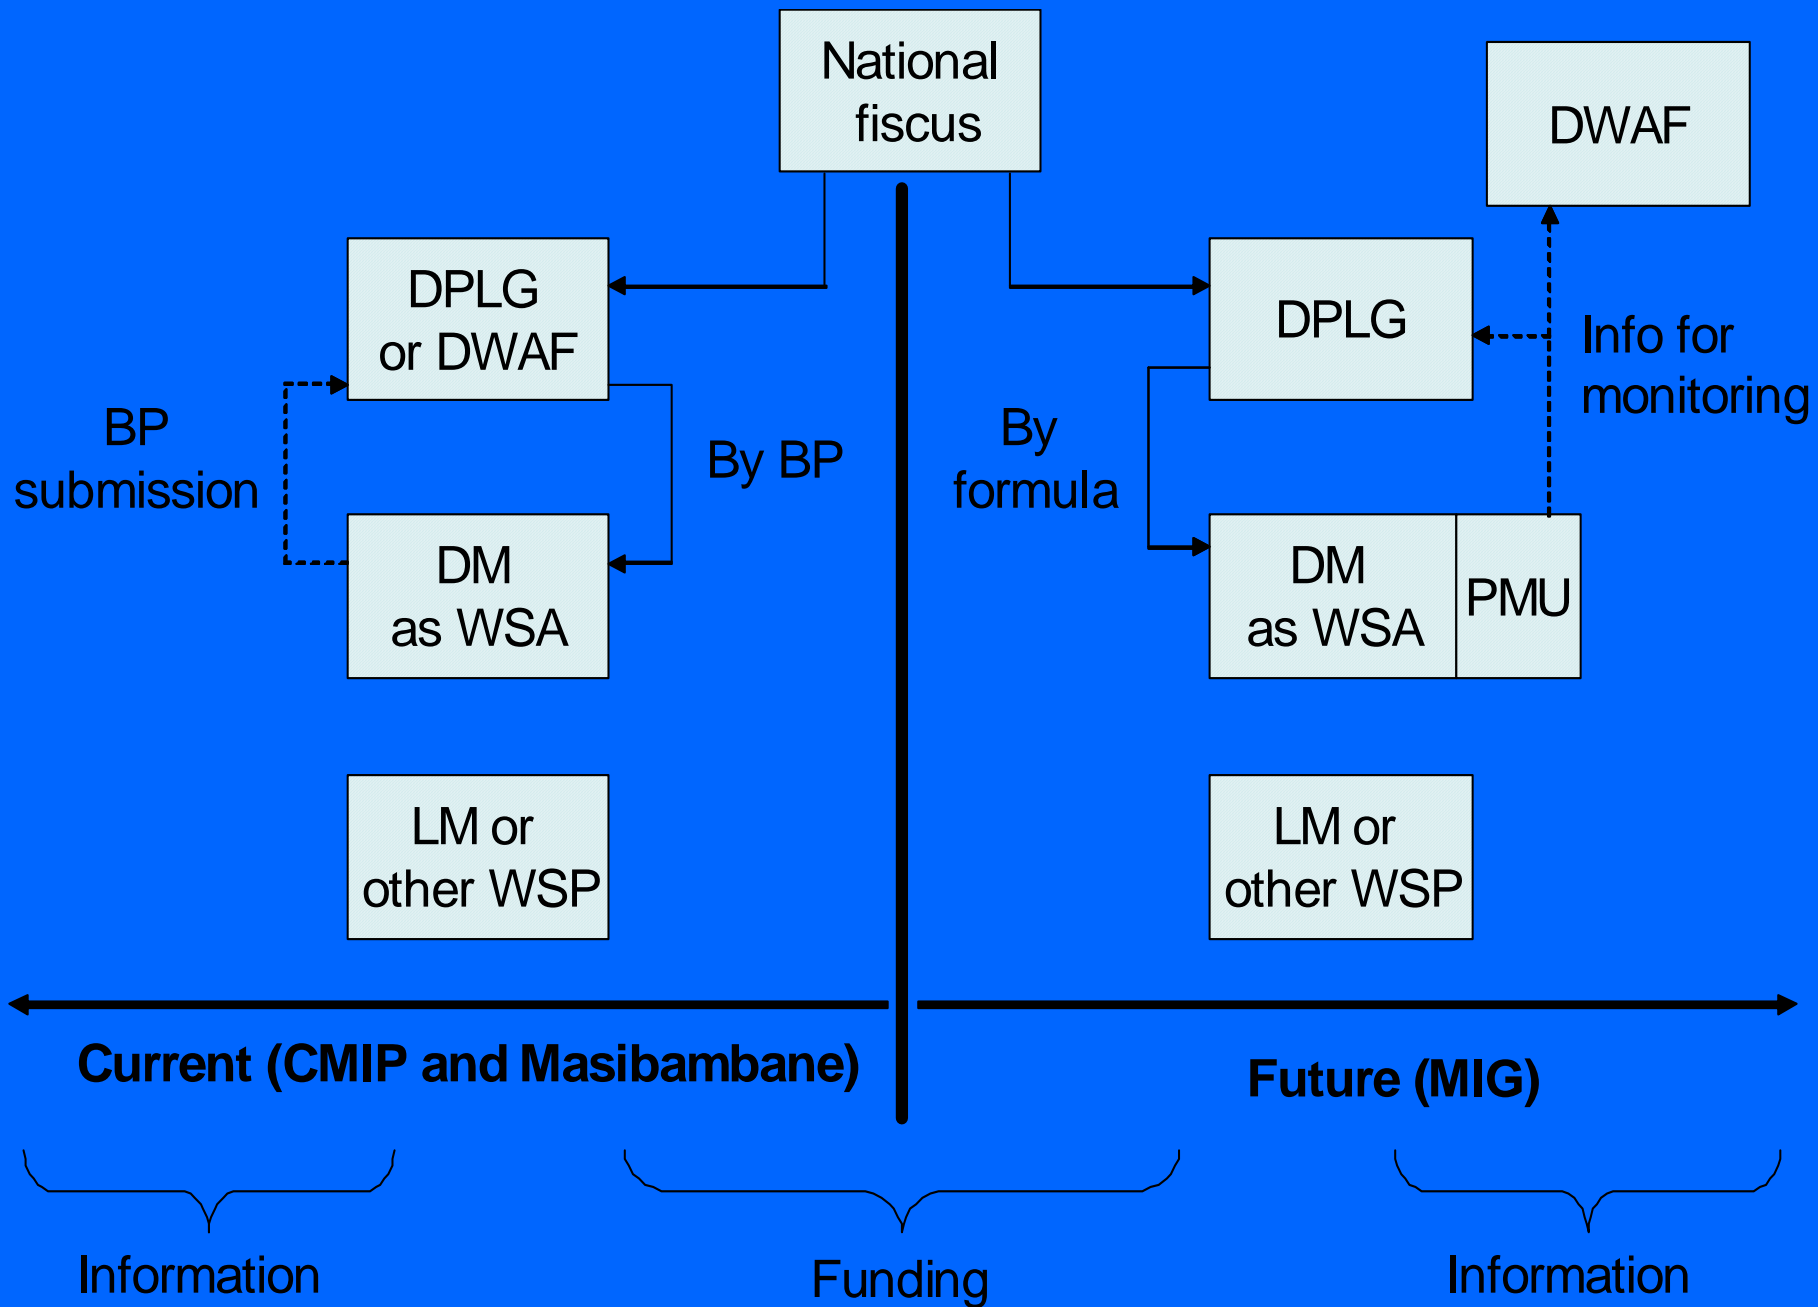 National
fiscus
DWAF
DPLG
or DWAF
DPLG
Info for
monitoring
BP
submission
By BP
By
formula
DM
as WSA
DM
as WSA
PMU
LM or
other WSP
LM or
other WSP
Current (CMIP and Masibambane)
Future (MIG)
Information
Funding
Information